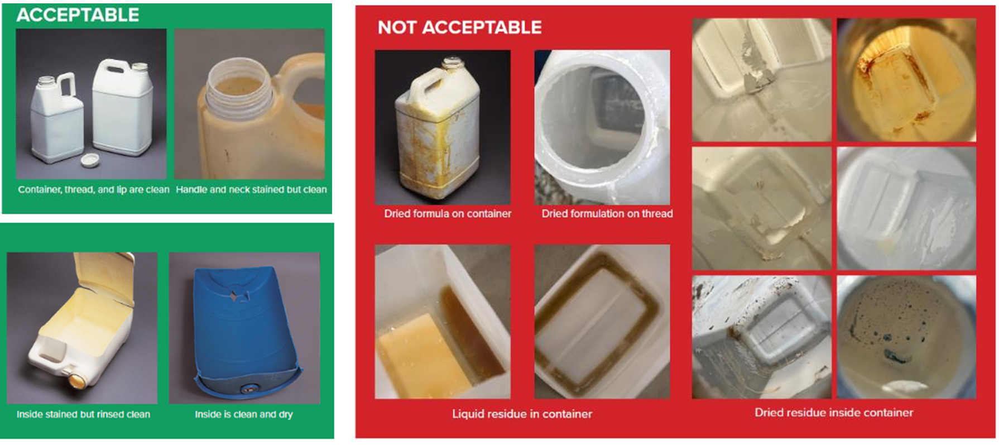 ACCEPTABLE
Container, thread, and lip are clean
Handle and neck stained but clean
Inside stained but rinsed clean
Inside is clean and dry
NOT ACCEPTABLE
Dried formula on container
Dried formulation on thread
Liquid residue in container
Dried residue inside container